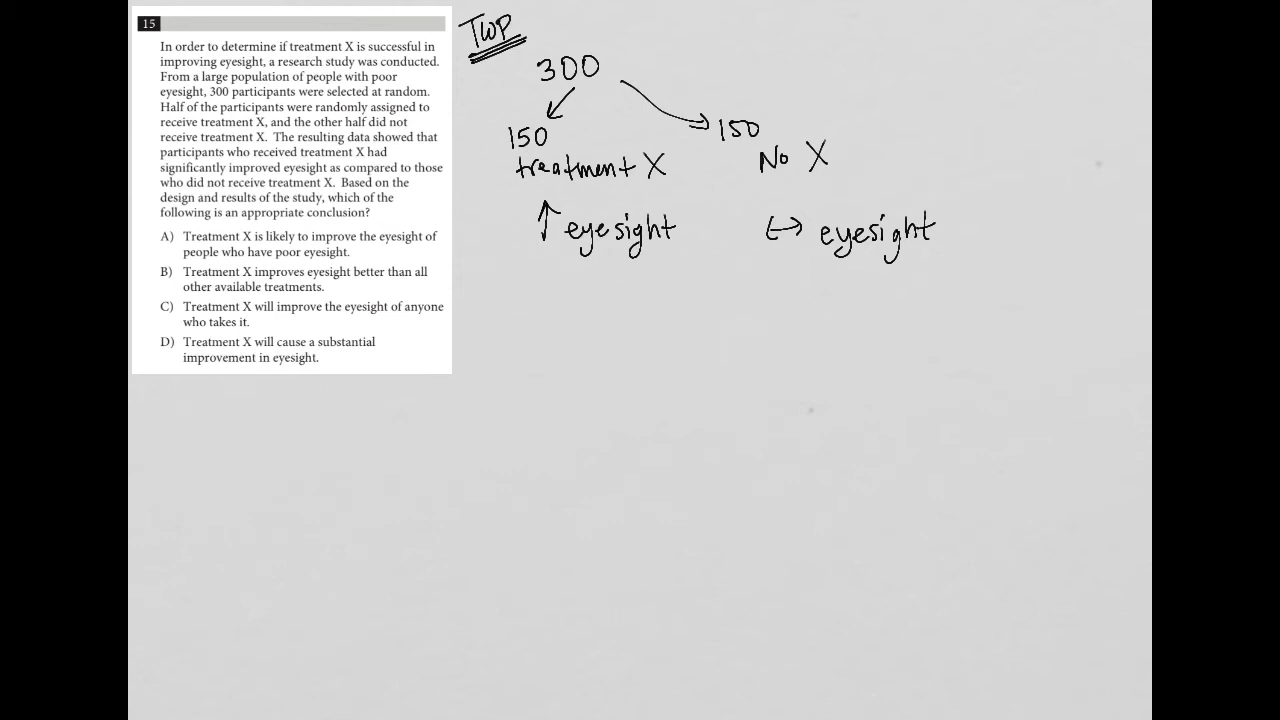 15
In order to determine if treatment X is successful in
improving eyesight, a research study was conducted.
From a large population of people with poor
eyesight, 300 participants were selected at random.
Half of the participants were randomly assigned to
receive treatment X, and the other half did not
receive treatment X. The resulting data showed that
participants who received treatment X had
significantly improved eyesight as compared to those
who did not receive treatment X. Based on the
design and results of the study, which of the
following is an appropriate conclusion?
A) Treatment X is likely to improve the eyesight of
people who have poor eyesight.
B) Treatment X improves eyesight better than all
other available treatments.
C) Treatment X will improve the eyesight of anyone
who takes it.
D) Treatment X will cause a substantial
improvement in eyesight.
TWP
300
150
treatment X
↑ eyesight
150
No X
↔ eyesight